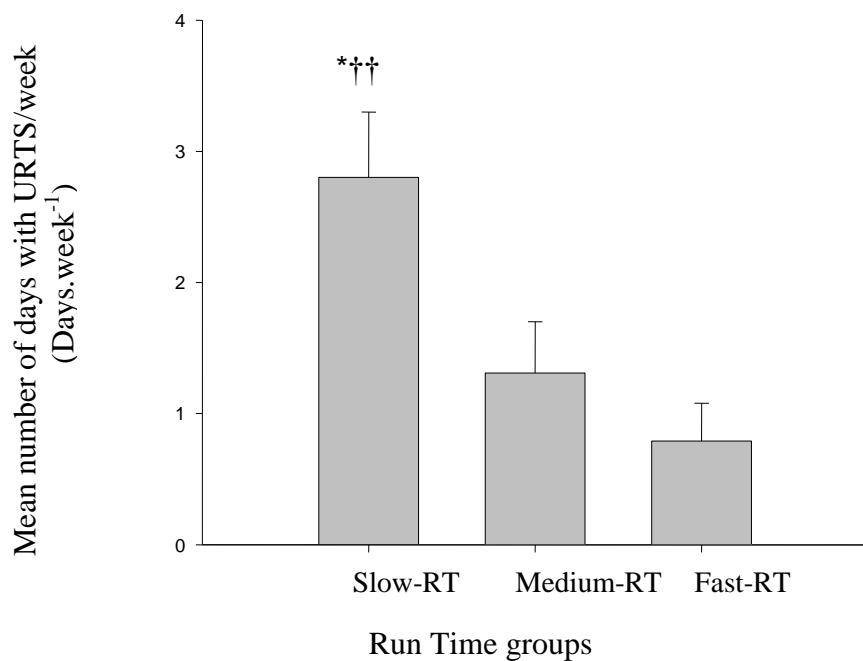 Mean number of days with URTS/week
(Days.week⁻¹)
4
3
2
1
0
*††
Slow-RT Medium-RT Fast-RT
Run Time groups